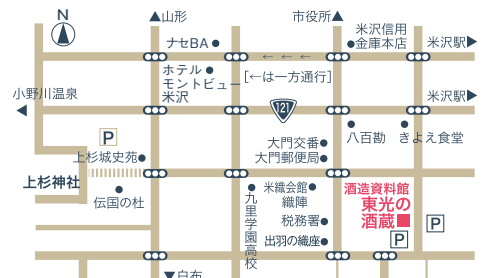 N
▲山形
市役所▲
ナセBA
米沢信用
金庫本店
米沢駅▶
← ← ←
[←は一方通行]
ホテル
モントビュー
米沢
小野川温泉
◀
米沢駅▶
121
P
八百勘
きよえ食堂
大門交番
大門郵便局
上杉城史苑
上杉神社
伝国の杜
九里学園高校
米織会館
織陣
税務署
出羽の織座
酒造資料館
東光の
酒蔵
P
P
▼白布